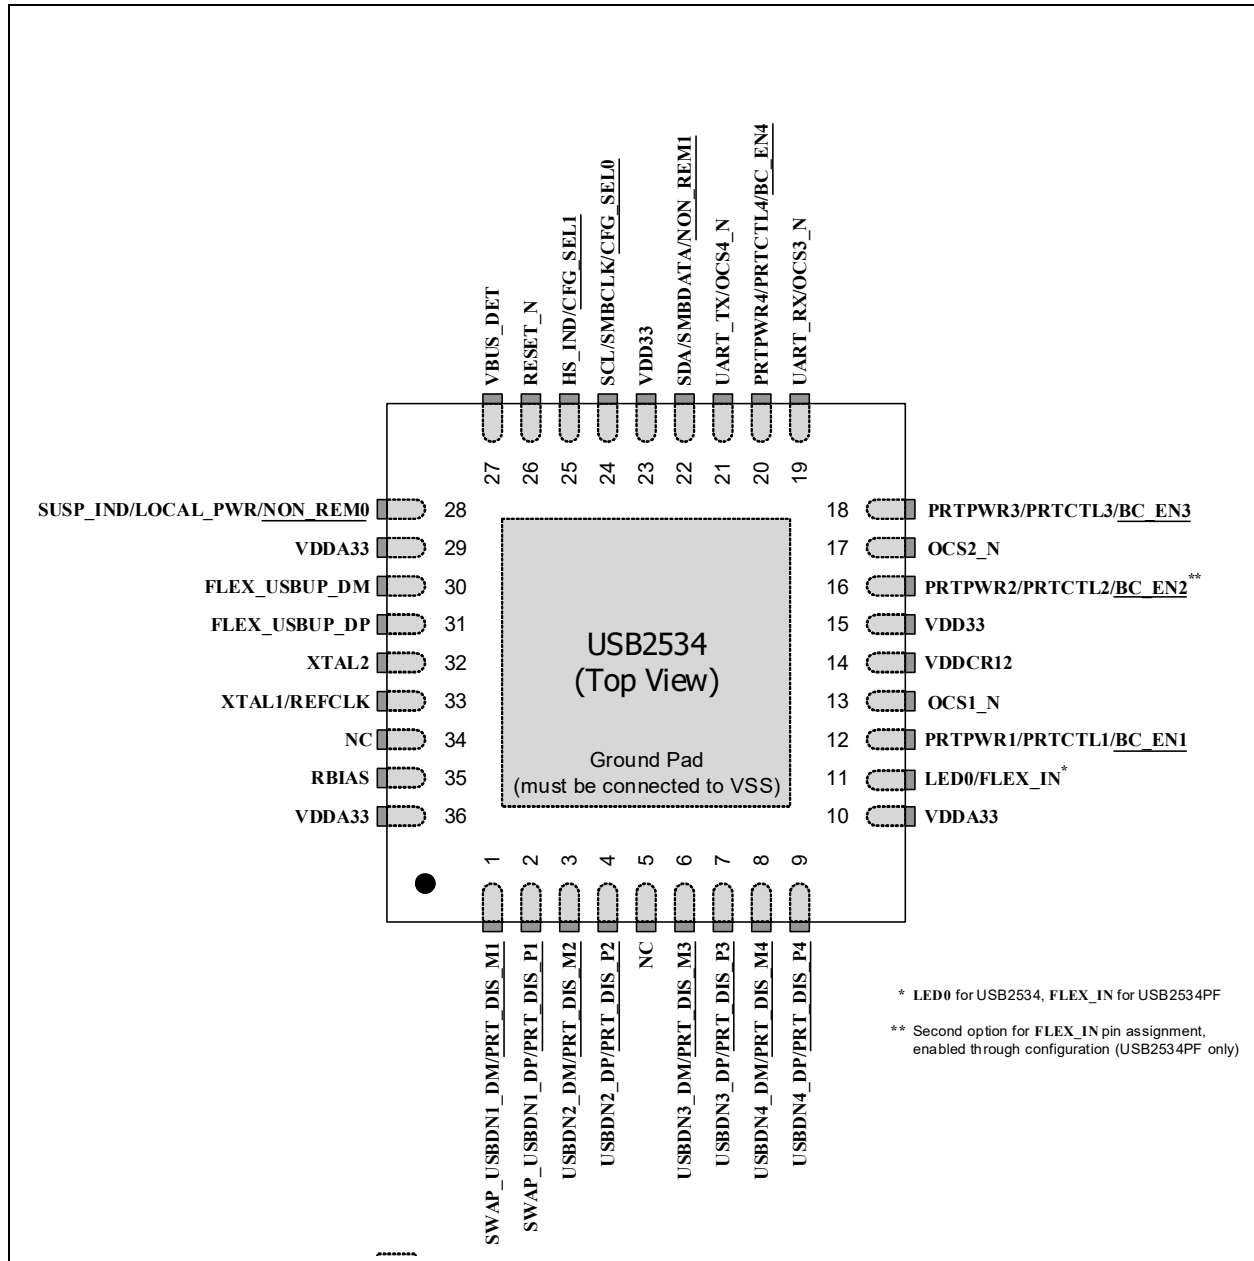 VBUS_DET
RESET_N
HS_IND/CFG_SEL1
SCL/SMBCLK/CFG_SEL0
VDD33
SDA/SMBDATA/NON_REM1
UART_TX/OCS4_N
PRTPWR4/PRTCTL4/BC_EN4
UART_RX/OCS3_N
27
26
25
24
23
22
21
20
19
SUSP_IND/LOCAL_PWR/NON_REM0 28
VDDA33 29
FLEX_USBUP_DM 30
FLEX_USBUP_DP 31
XTAL2 32
XTAL1/REFCLK 33
NC 34
RBIAS 35
VDDA33 36
USB2534
(Top View)
Ground Pad
(must be connected to VSS)
18 PRTPWR3/PRTCTL3/BC_EN3
17 OCS2_N
16 PRTPWR2/PRTCTL2/BC_EN2**
15 VDD33
14 VDDCR12
13 OCS1_N
12 PRTPWR1/PRTCTL1/BC_EN1
11 LED0/FLEX_IN*
10 VDDA33
1
2
3
4
5
6
7
8
9
SWAP_USBDN1_DM/PRT_DIS_M1
SWAP_USBDN1_DP/PRT_DIS_P1
USBDN2_DM/PRT_DIS_M2
USBDN2_DP/PRT_DIS_P2
NC
USBDN3_DM/PRT_DIS_M3
USBDN3_DP/PRT_DIS_P3
USBDN4_DM/PRT_DIS_M4
USBDN4_DP/PRT_DIS_P4
* LED0 for USB2534, FLEX_IN for USB2534PF
** Second option for FLEX_IN pin assignment,
enabled through configuration (USB2534PF only)